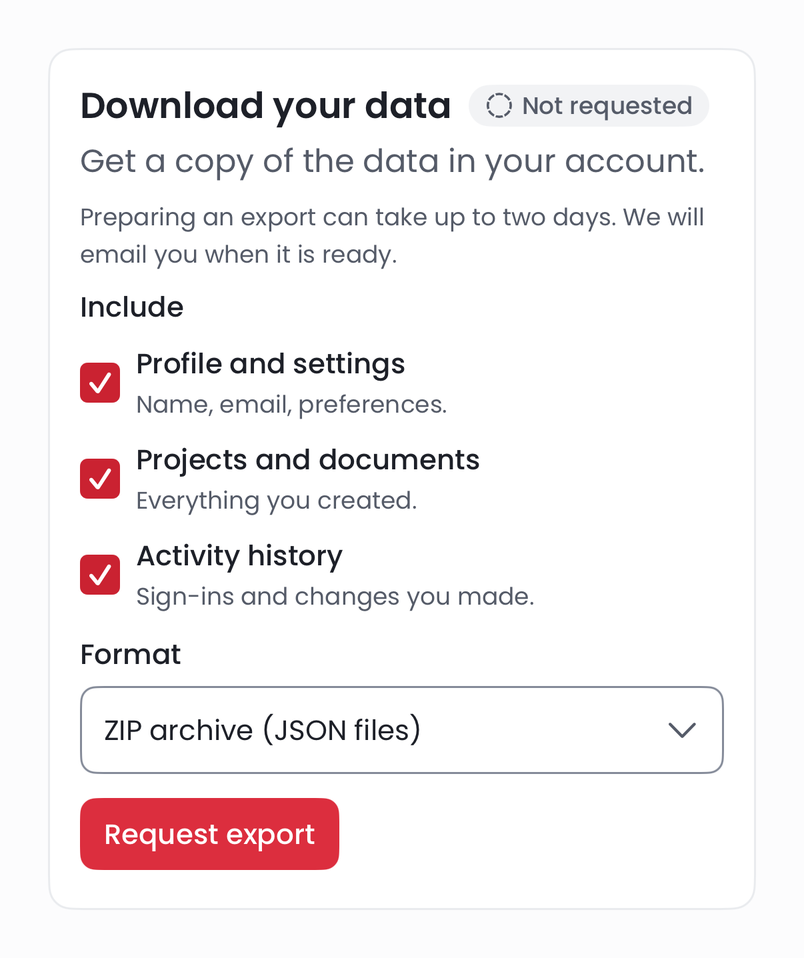 Download your data
Not requested
Get a copy of the data in your account.
Preparing an export can take up to two days. We will
email you when it is ready.
Include
Profile and settings
Name, email, preferences.
Projects and documents
Everything you created.
Activity history
Sign-ins and changes you made.
Format
ZIP archive (JSON files)
Request export